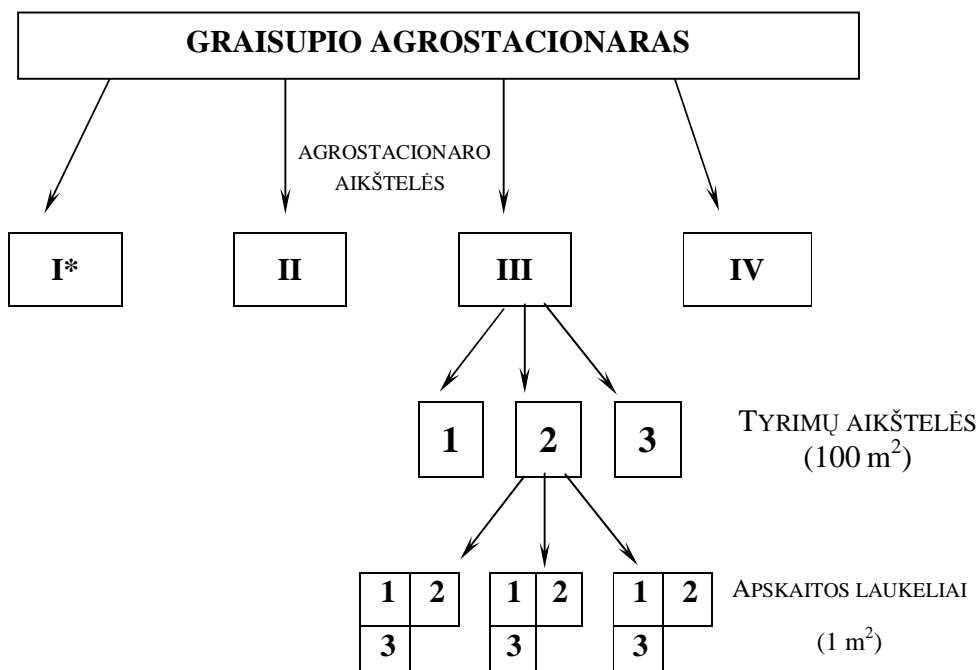 GRAISUPIO AGROSTACIONARAS
AGROSTACIONARO
AIKŠTELĖS
I* II III IV
1 2 3
TYRIMŲ AIKŠTELĖS
(100 m²)
1 2 1 2 1 2
3 3 3
APSKAITOS LAUKELIAI
(1 m²)